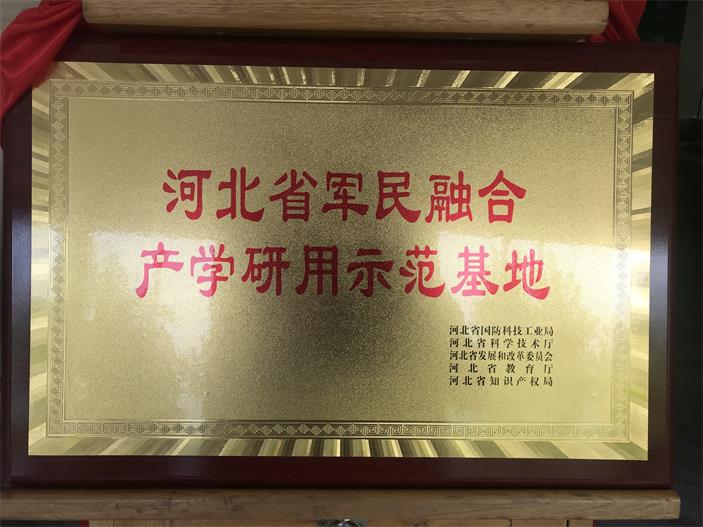 河北省军民融合
产学研用示范基地
河北省国防科技工业局
河北省科学技术厅
河北省发展和改革委员会
河北省教育厅
河北省知识产权局